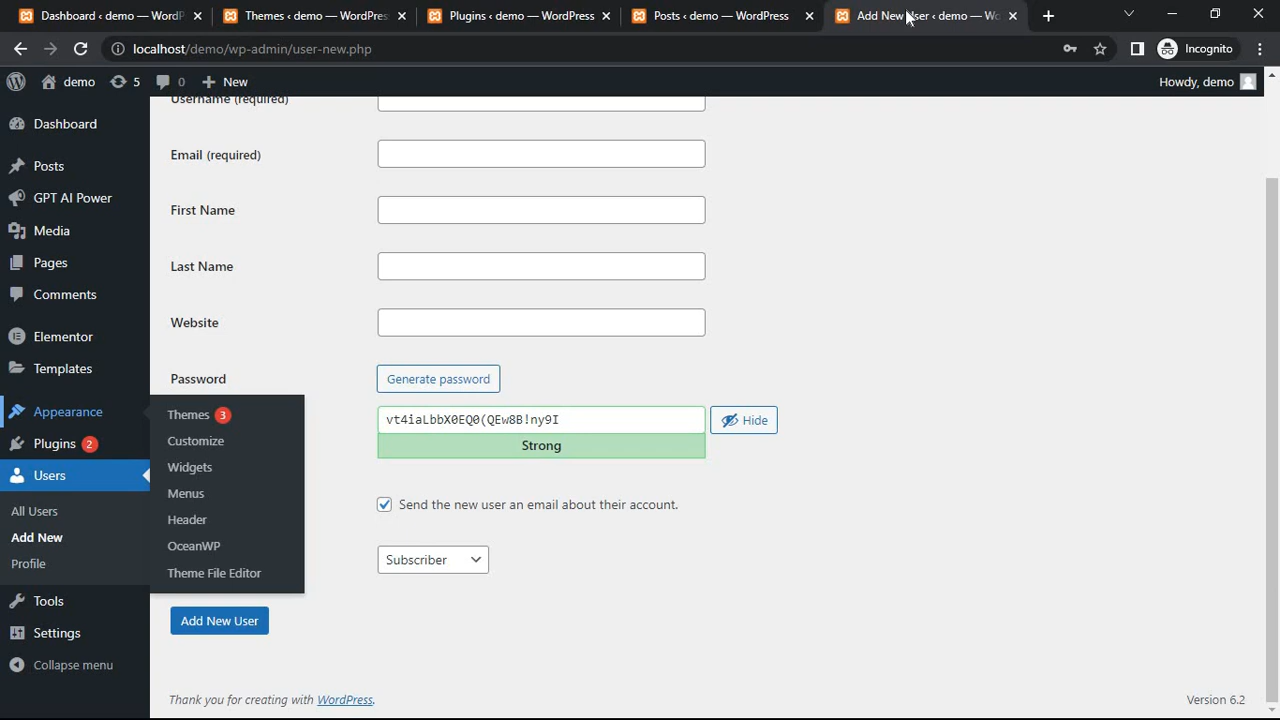 Dashboard ‹ demo — WordP
Themes ‹ demo — WordPres
Plugins ‹ demo — WordPress
Posts ‹ demo — WordPress
Add New User ‹ demo — Wo
localhost/demo/wp-admin/user-new.php
Incognito
demo
5
0
New
Howdy, demo
Dashboard
Posts
GPT AI Power
Media
Pages
Comments
Elementor
Templates
Appearance
Plugins 2
Users
All Users
Add New
Profile
Tools
Settings
Collapse menu
Themes 3
Customize
Widgets
Menus
Header
OceanWP
Theme File Editor
Username (required)
Email (required)
First Name
Last Name
Website
Password
Generate password
vt4iaLbbX0EQ0(QEw8B!ny9I
Hide
Strong
Send the new user an email about their account.
Subscriber
Add New User
Thank you for creating with WordPress.
Version 6.2